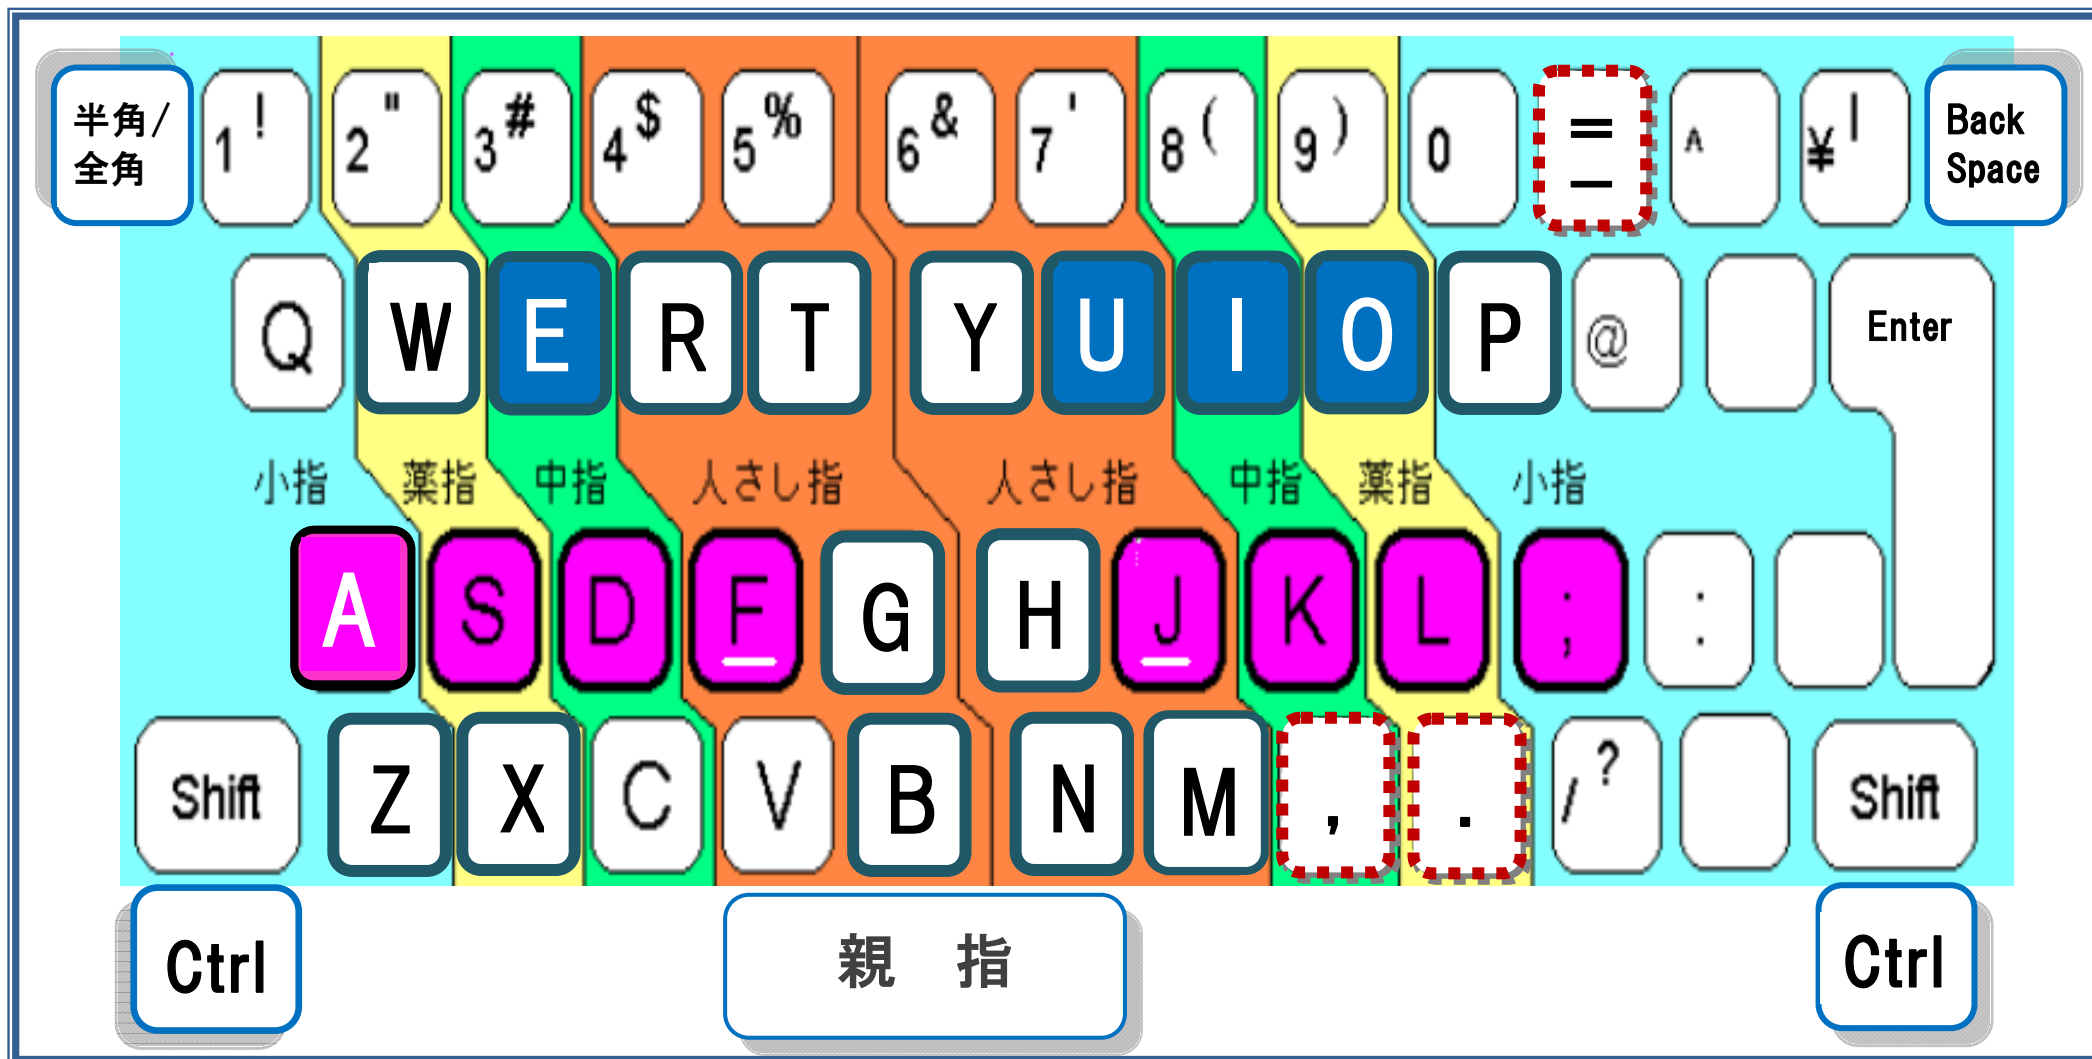 半角/
全角
1 ! 2 " 3 # 4 $ 5 % 6 & 7 ' 8 ( 9 ) 0 = − ^ ¥ | Back
Space
Q W E R T Y U I O P @ Enter
小指 薬指 中指 人さし指 人さし指 中指 薬指 小指
A S D F G H J K L ; :
Shift Z X C V B N M , . / ? Shift
Ctrl 親 指 Ctrl